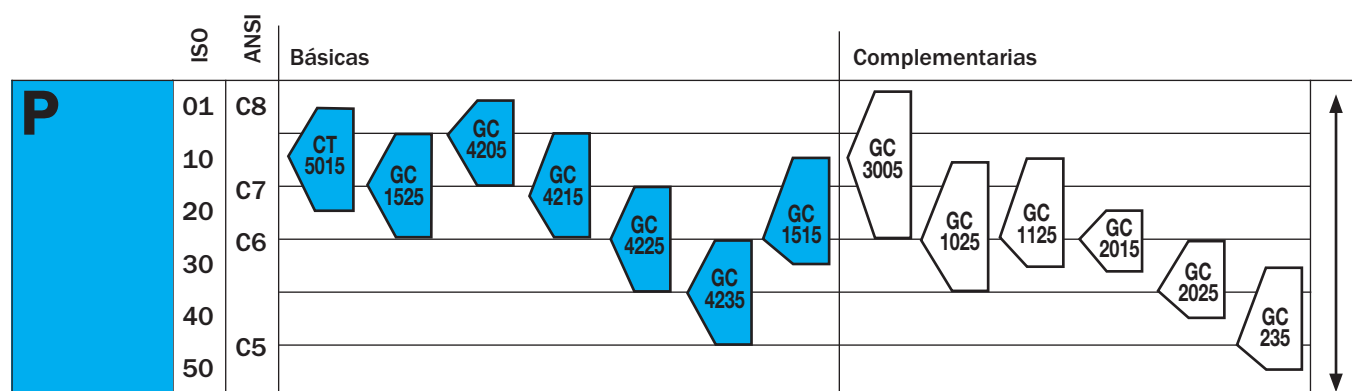 ISO
ANSI
Básicas
Complementarias
P
01
10
20
30
40
50
C8
C7
C6
C5
CT
5015
GC
1525
GC
4205
GC
4215
GC
4225
GC
4235
GC
1515
GC
3005
GC
1025
GC
1125
GC
2015
GC
2025
GC
235